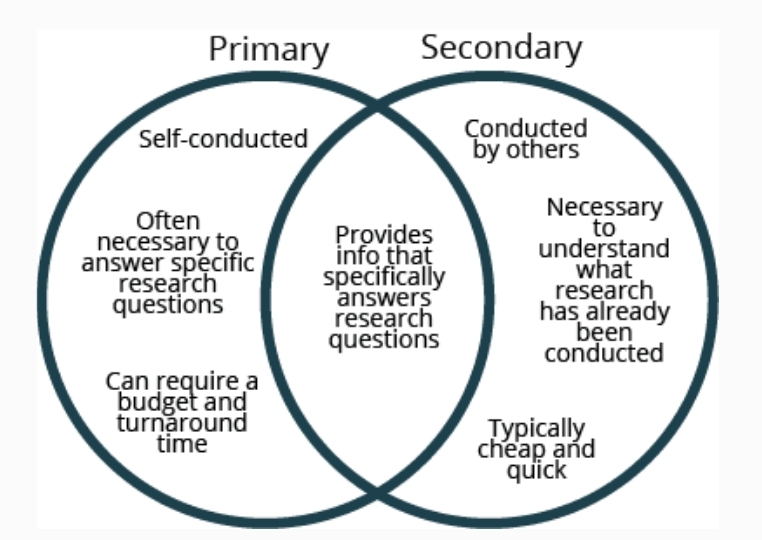 Primary
Secondary
Self-conducted
Often
necessary to
answer specific
research
questions
Can require a
budget and
turnaround
time
Provides
info that
specifically
answers
research
questions
Conducted
by others
Necessary
to
understand
what
research
has already
been
conducted
Typically
cheap and
quick